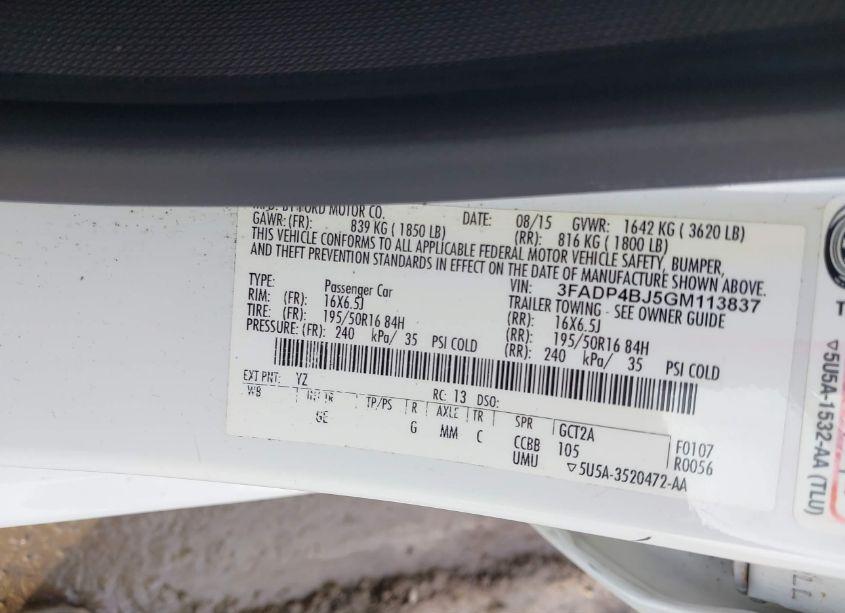 MFD. BY FORD MOTOR CO.
DATE: 08/15 GVWR: 1642 KG ( 3620 LB)
GAWR: (FR): 839 KG ( 1850 LB) (RR): 816 KG ( 1800 LB)
THIS VEHICLE CONFORMS TO ALL APPLICABLE FEDERAL MOTOR VEHICLE SAFETY, BUMPER,
AND THEFT PREVENTION STANDARDS IN EFFECT ON THE DATE OF MANUFACTURE SHOWN ABOVE.
VIN: 3FADP4BJ5GM113837
TYPE: Passenger Car TRAILER TOWING - SEE OWNER GUIDE
RIM: (FR): 16X6.5J (RR): 16X6.5J
TIRE: (FR): 195/50R16 84H (RR): 195/50R16 84H
PRESSURE: (FR): 240 kPa/ 35 PSI COLD (RR): 240 kPa/ 35 PSI COLD
EXT PNT: YZ RC: 13 DSO:
WB INT TR TP/PS R AXLE TR SPR GCT2A
GE G MM C CCBB 105 F0107
UMU R0056
▽5U5A-3520472-AA
▽5U5A-1532-AA (TLU)